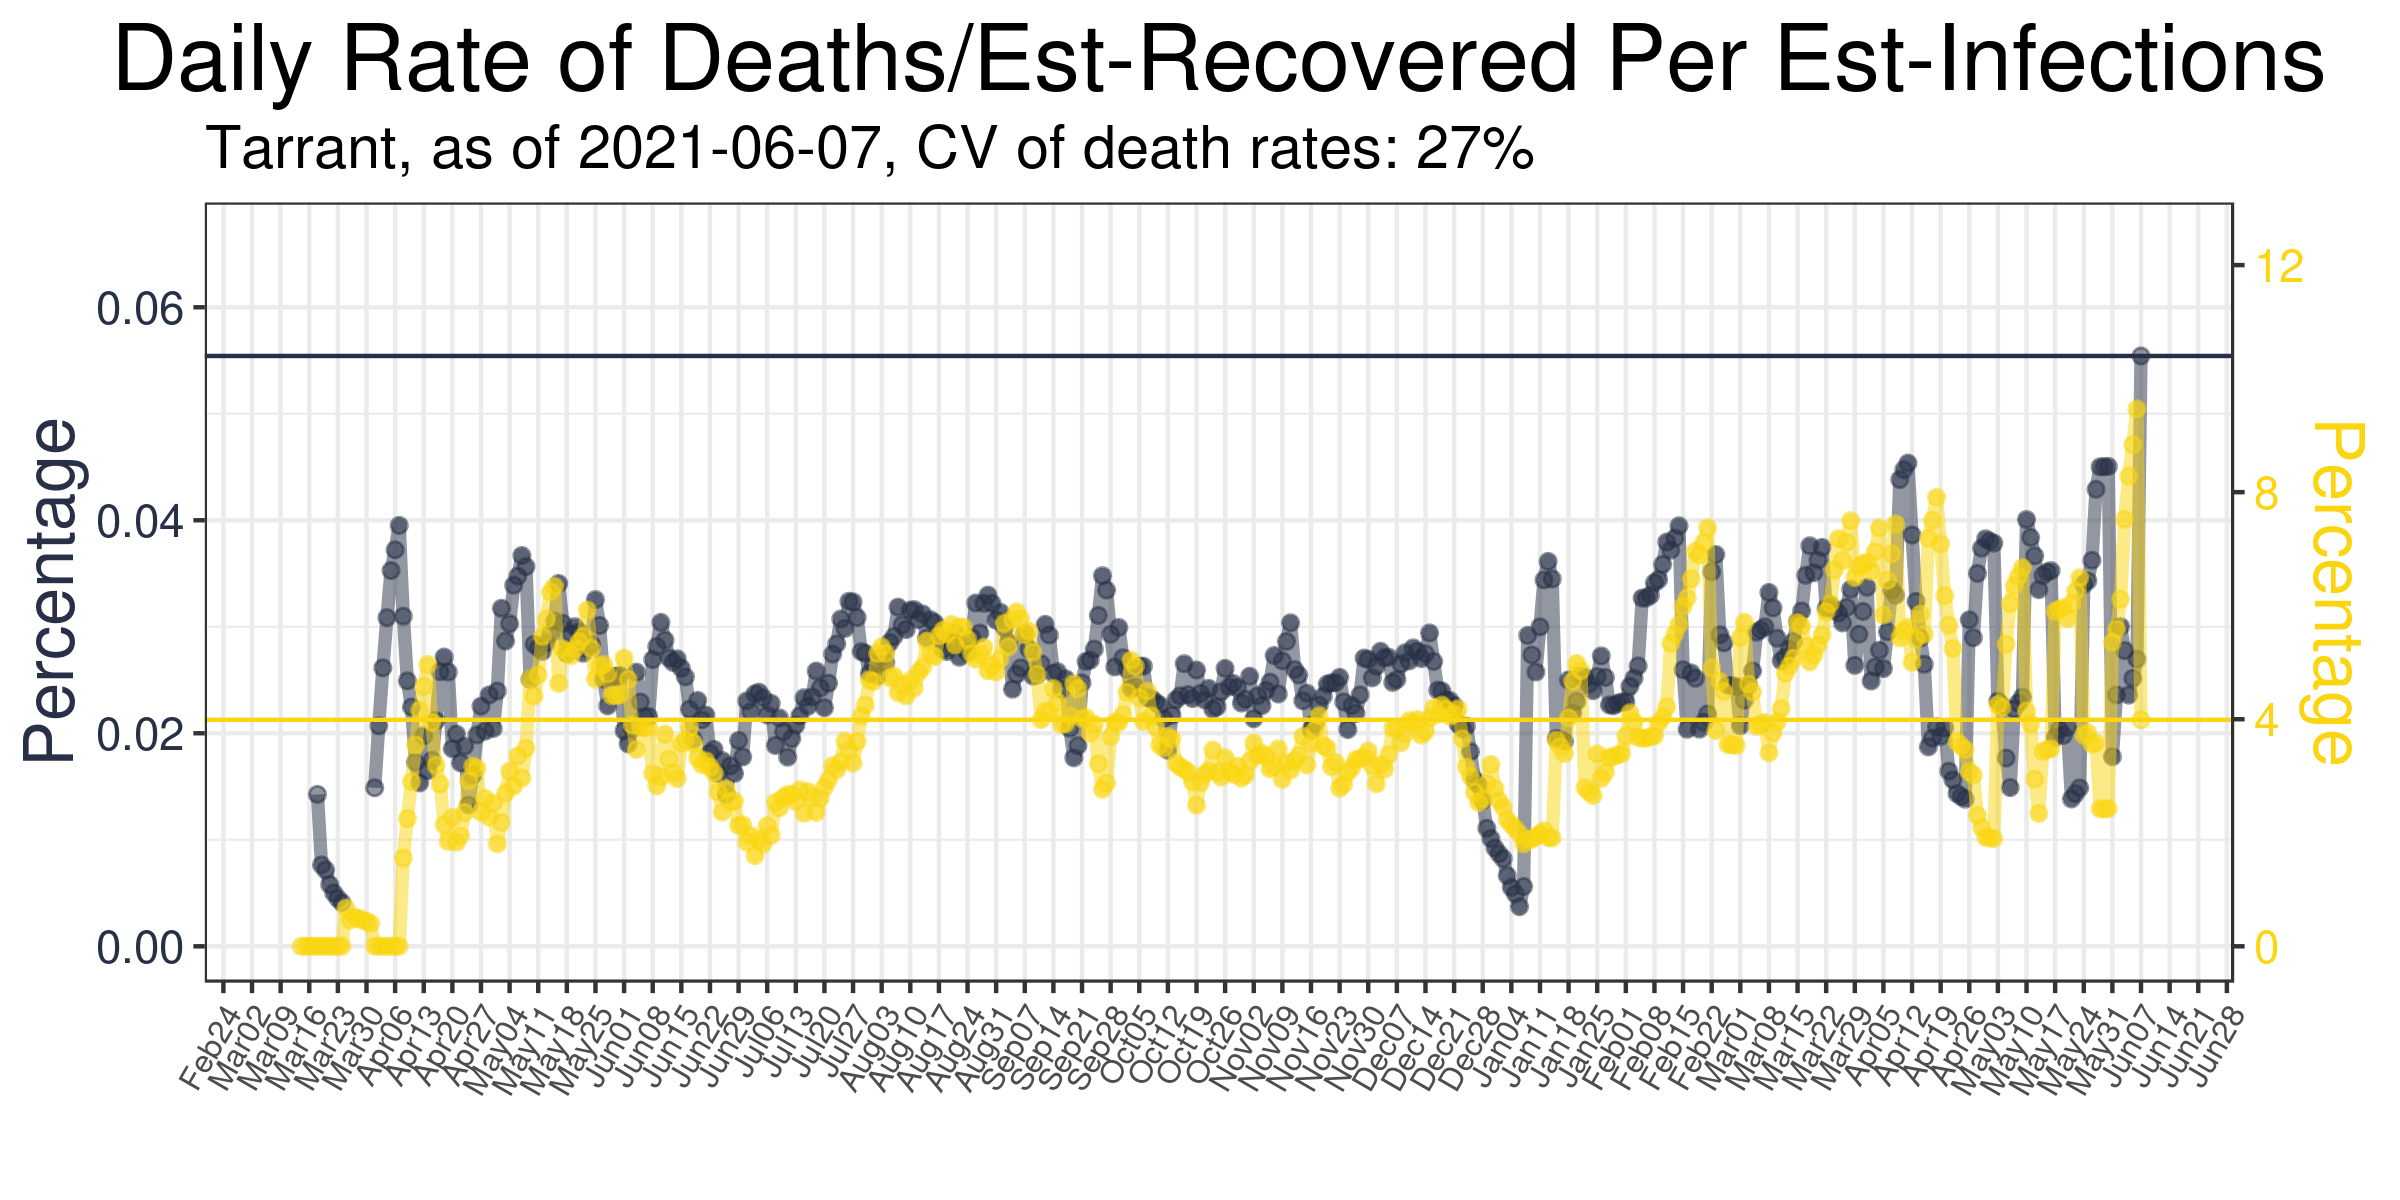 Daily Rate of Deaths/Est-Recovered Per Est-Infections
Tarrant, as of 2021-06-07, CV of death rates: 27%
Percentage
0.06
0.04
0.02
0.00
12
8
4
0
Percentage
Feb24
Mar02
Mar09
Mar16
Mar23
Mar30
Apr06
Apr13
Apr20
Apr27
May04
May11
May18
May25
Jun01
Jun08
Jun15
Jun22
Jun29
Jul06
Jul13
Jul20
Jul27
Aug03
Aug10
Aug17
Aug24
Aug31
Sep07
Sep14
Sep21
Sep28
Oct05
Oct12
Oct19
Oct26
Nov02
Nov09
Nov16
Nov23
Nov30
Dec07
Dec14
Dec21
Dec28
Jan04
Jan11
Jan18
Jan25
Feb01
Feb08
Feb15
Feb22
Mar01
Mar08
Mar15
Mar22
Mar29
Apr05
Apr12
Apr19
Apr26
May03
May10
May17
May24
May31
Jun07
Jun14
Jun21
Jun28